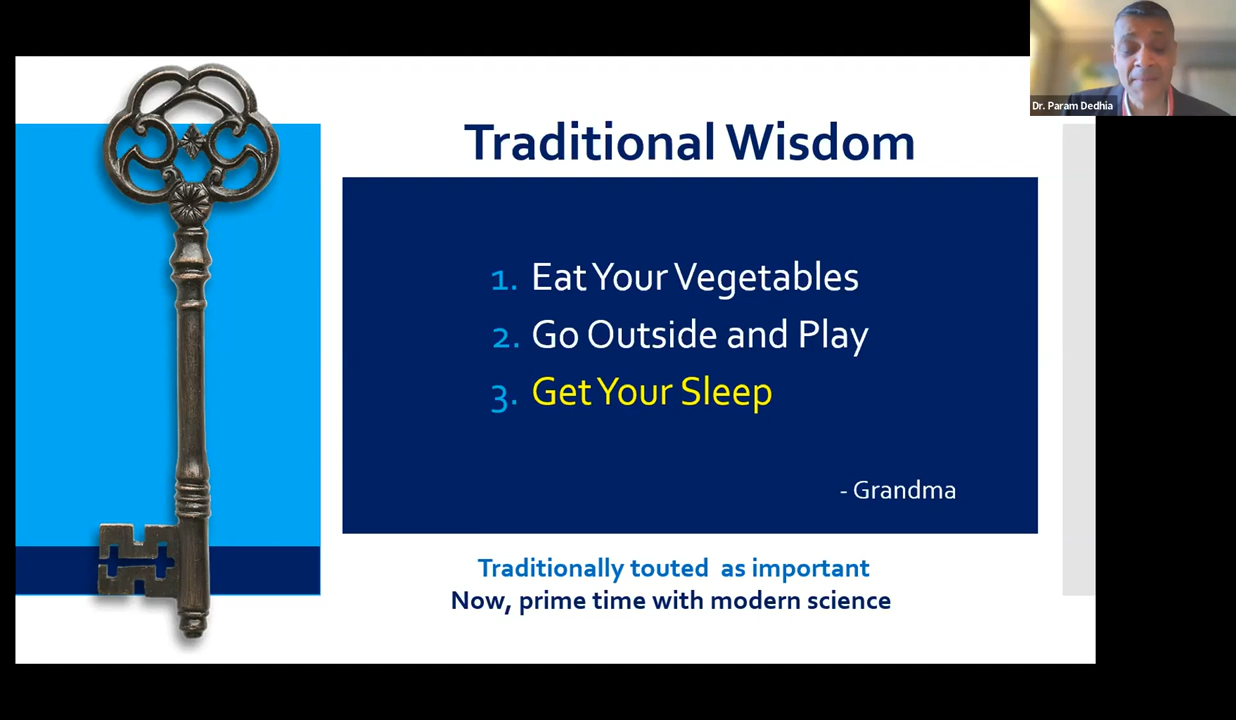 Dr. Param Dedhia
Traditional Wisdom
1. Eat Your Vegetables
2. Go Outside and Play
3. Get Your Sleep
- Grandma
Traditionally touted as important
Now, prime time with modern science